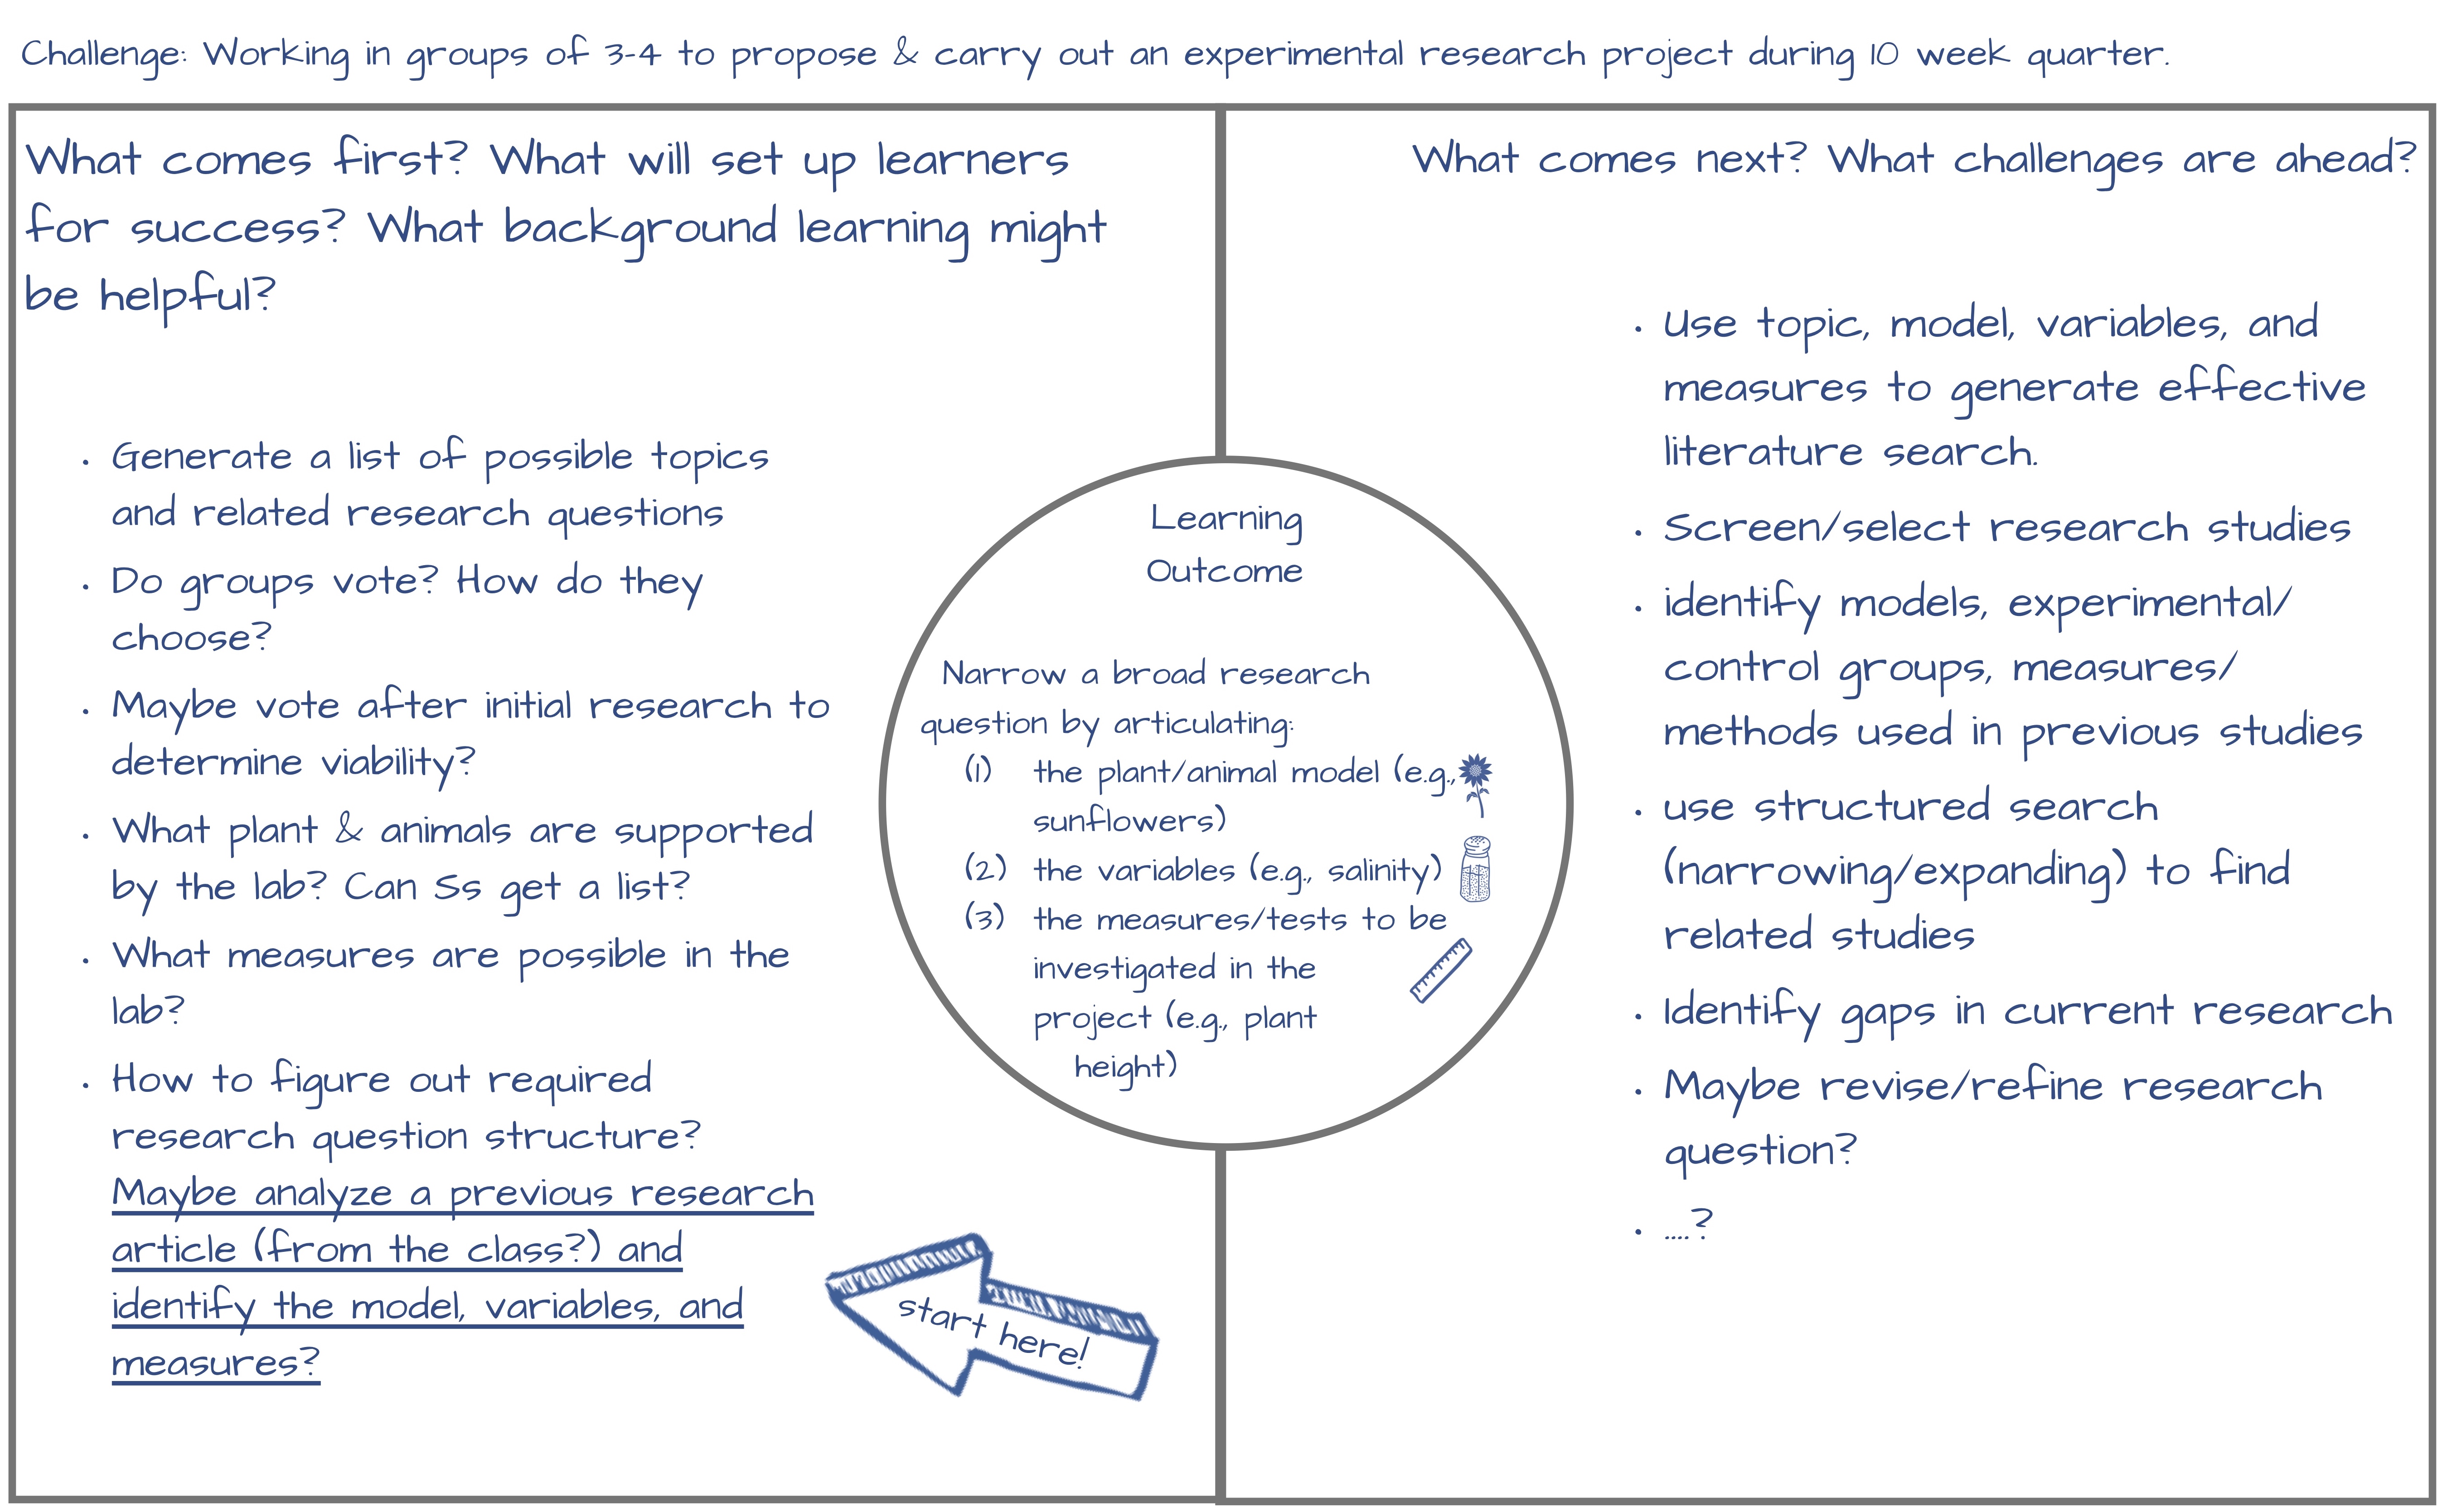 Challenge: Working in groups of 3-4 to propose & carry out an experimental research project during 10 week quarter.
What comes first? What will set up learners
for success? What background learning might
be helpful?
• Generate a list of possible topics
and related research questions
• Do groups vote? How do they
choose?
• Maybe vote after initial research to
determine viability?
• What plant & animals are supported
by the lab? Can Ss get a list?
• What measures are possible in the
lab?
• How to figure out required
research question structure?
Maybe analyze a previous research
article (from the class?) and
identify the model, variables, and
measures?
start here!
Learning
Outcome
Narrow a broad research
question by articulating:
(1) the plant/animal model (e.g.,
sunflowers)
(2) the variables (e.g., salinity)
(3) the measures/tests to be
investigated in the
project (e.g., plant
height)
What comes next? What challenges are ahead?
• Use topic, model, variables, and
measures to generate effective
literature search.
• Screen/select research studies
• identify models, experimental/
control groups, measures/
methods used in previous studies
• use structured search
(narrowing/expanding) to find
related studies
• Identify gaps in current research
• Maybe revise/refine research
question?
• ....?